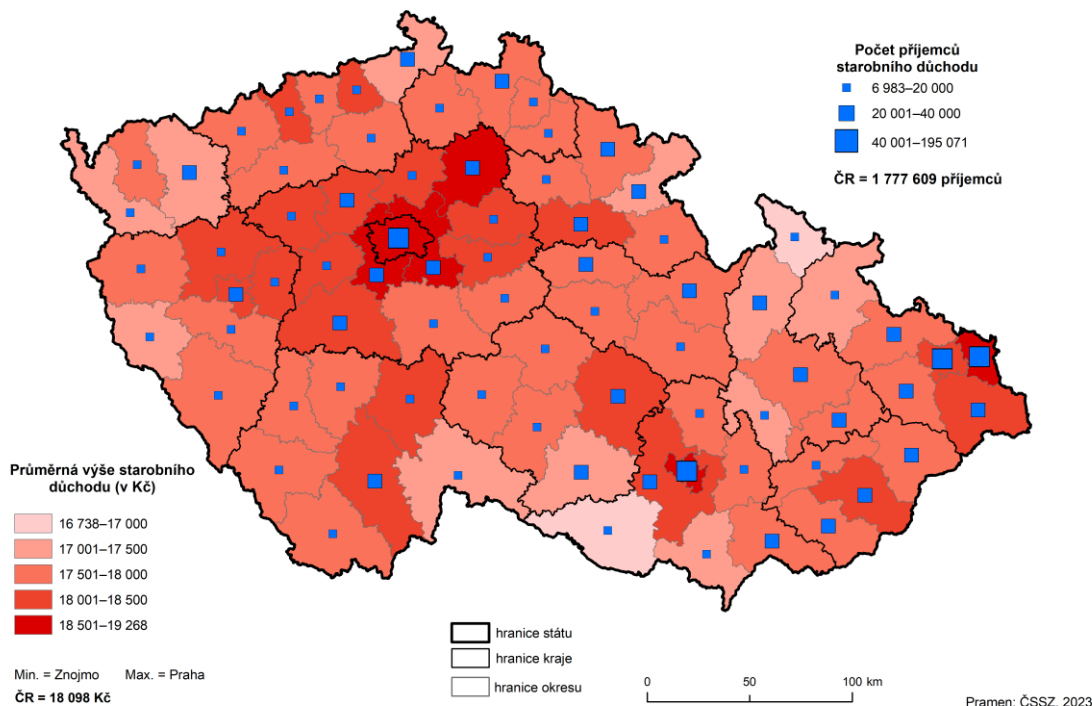 Počet příjemců
starobního důchodu
6 983–20 000
20 001–40 000
40 001–195 071
ČR = 1 777 609 příjemců
Průměrná výše starobního
důchodu (v Kč)
16 738–17 000
17 001–17 500
17 501–18 000
18 001–18 500
18 501–19 268
Min. = Znojmo Max. = Praha
ČR = 18 098 Kč
hranice státu
hranice kraje
hranice okresu
0 50 100 km
Pramen: ČSSZ, 2023